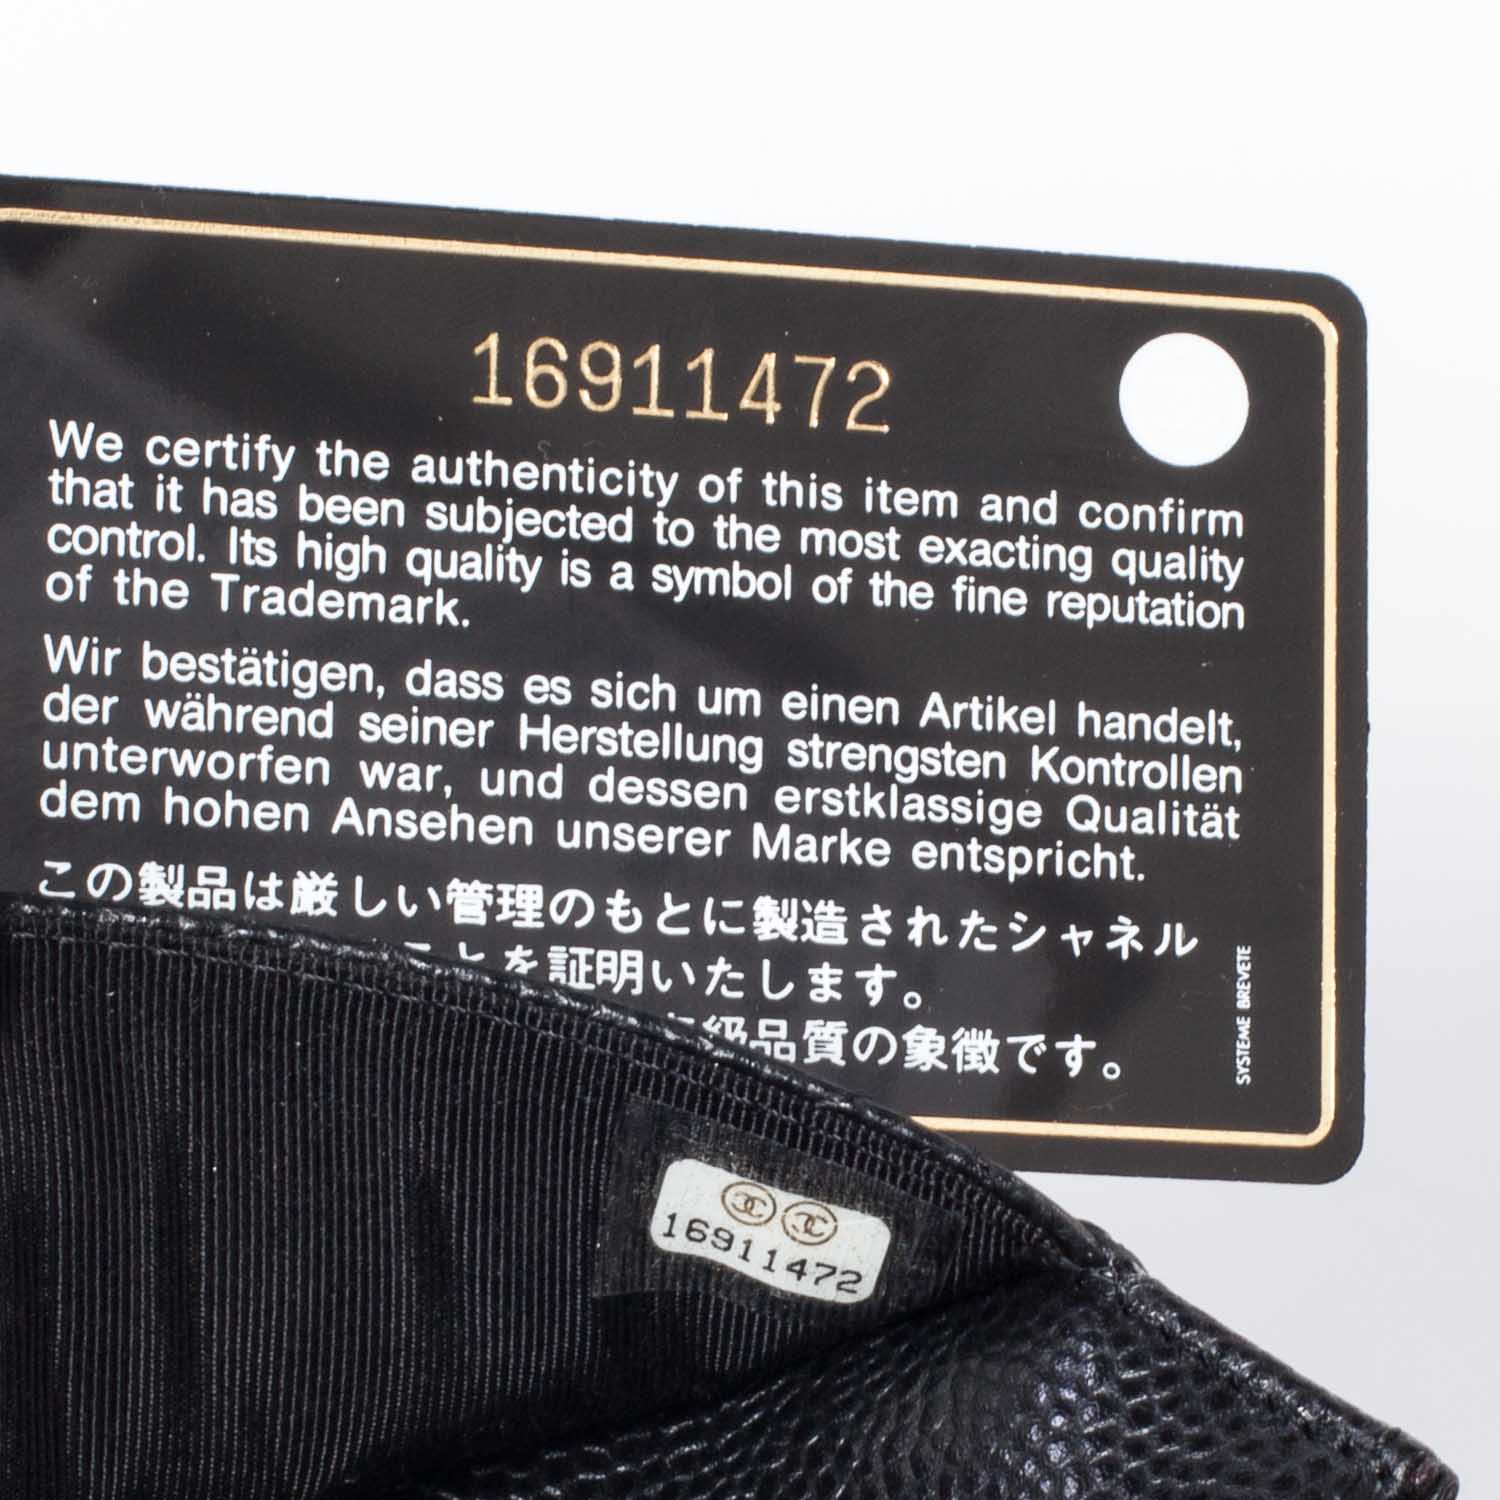 16911472
We certify the authenticity of this item and confirm
that it has been subjected to the most exacting quality
control. Its high quality is a symbol of the fine reputation
of the Trademark.
Wir bestätigen, dass es sich um einen Artikel handelt,
der während seiner Herstellung strengsten Kontrollen
unterworfen war, und dessen erstklassige Qualität
dem hohen Ansehen unserer Marke entspricht.
この製品は厳しい管理のもとに製造されたシャネル
ことを証明いたします。
級品質の象徴です。
SYSTEME BREVETE
16911472